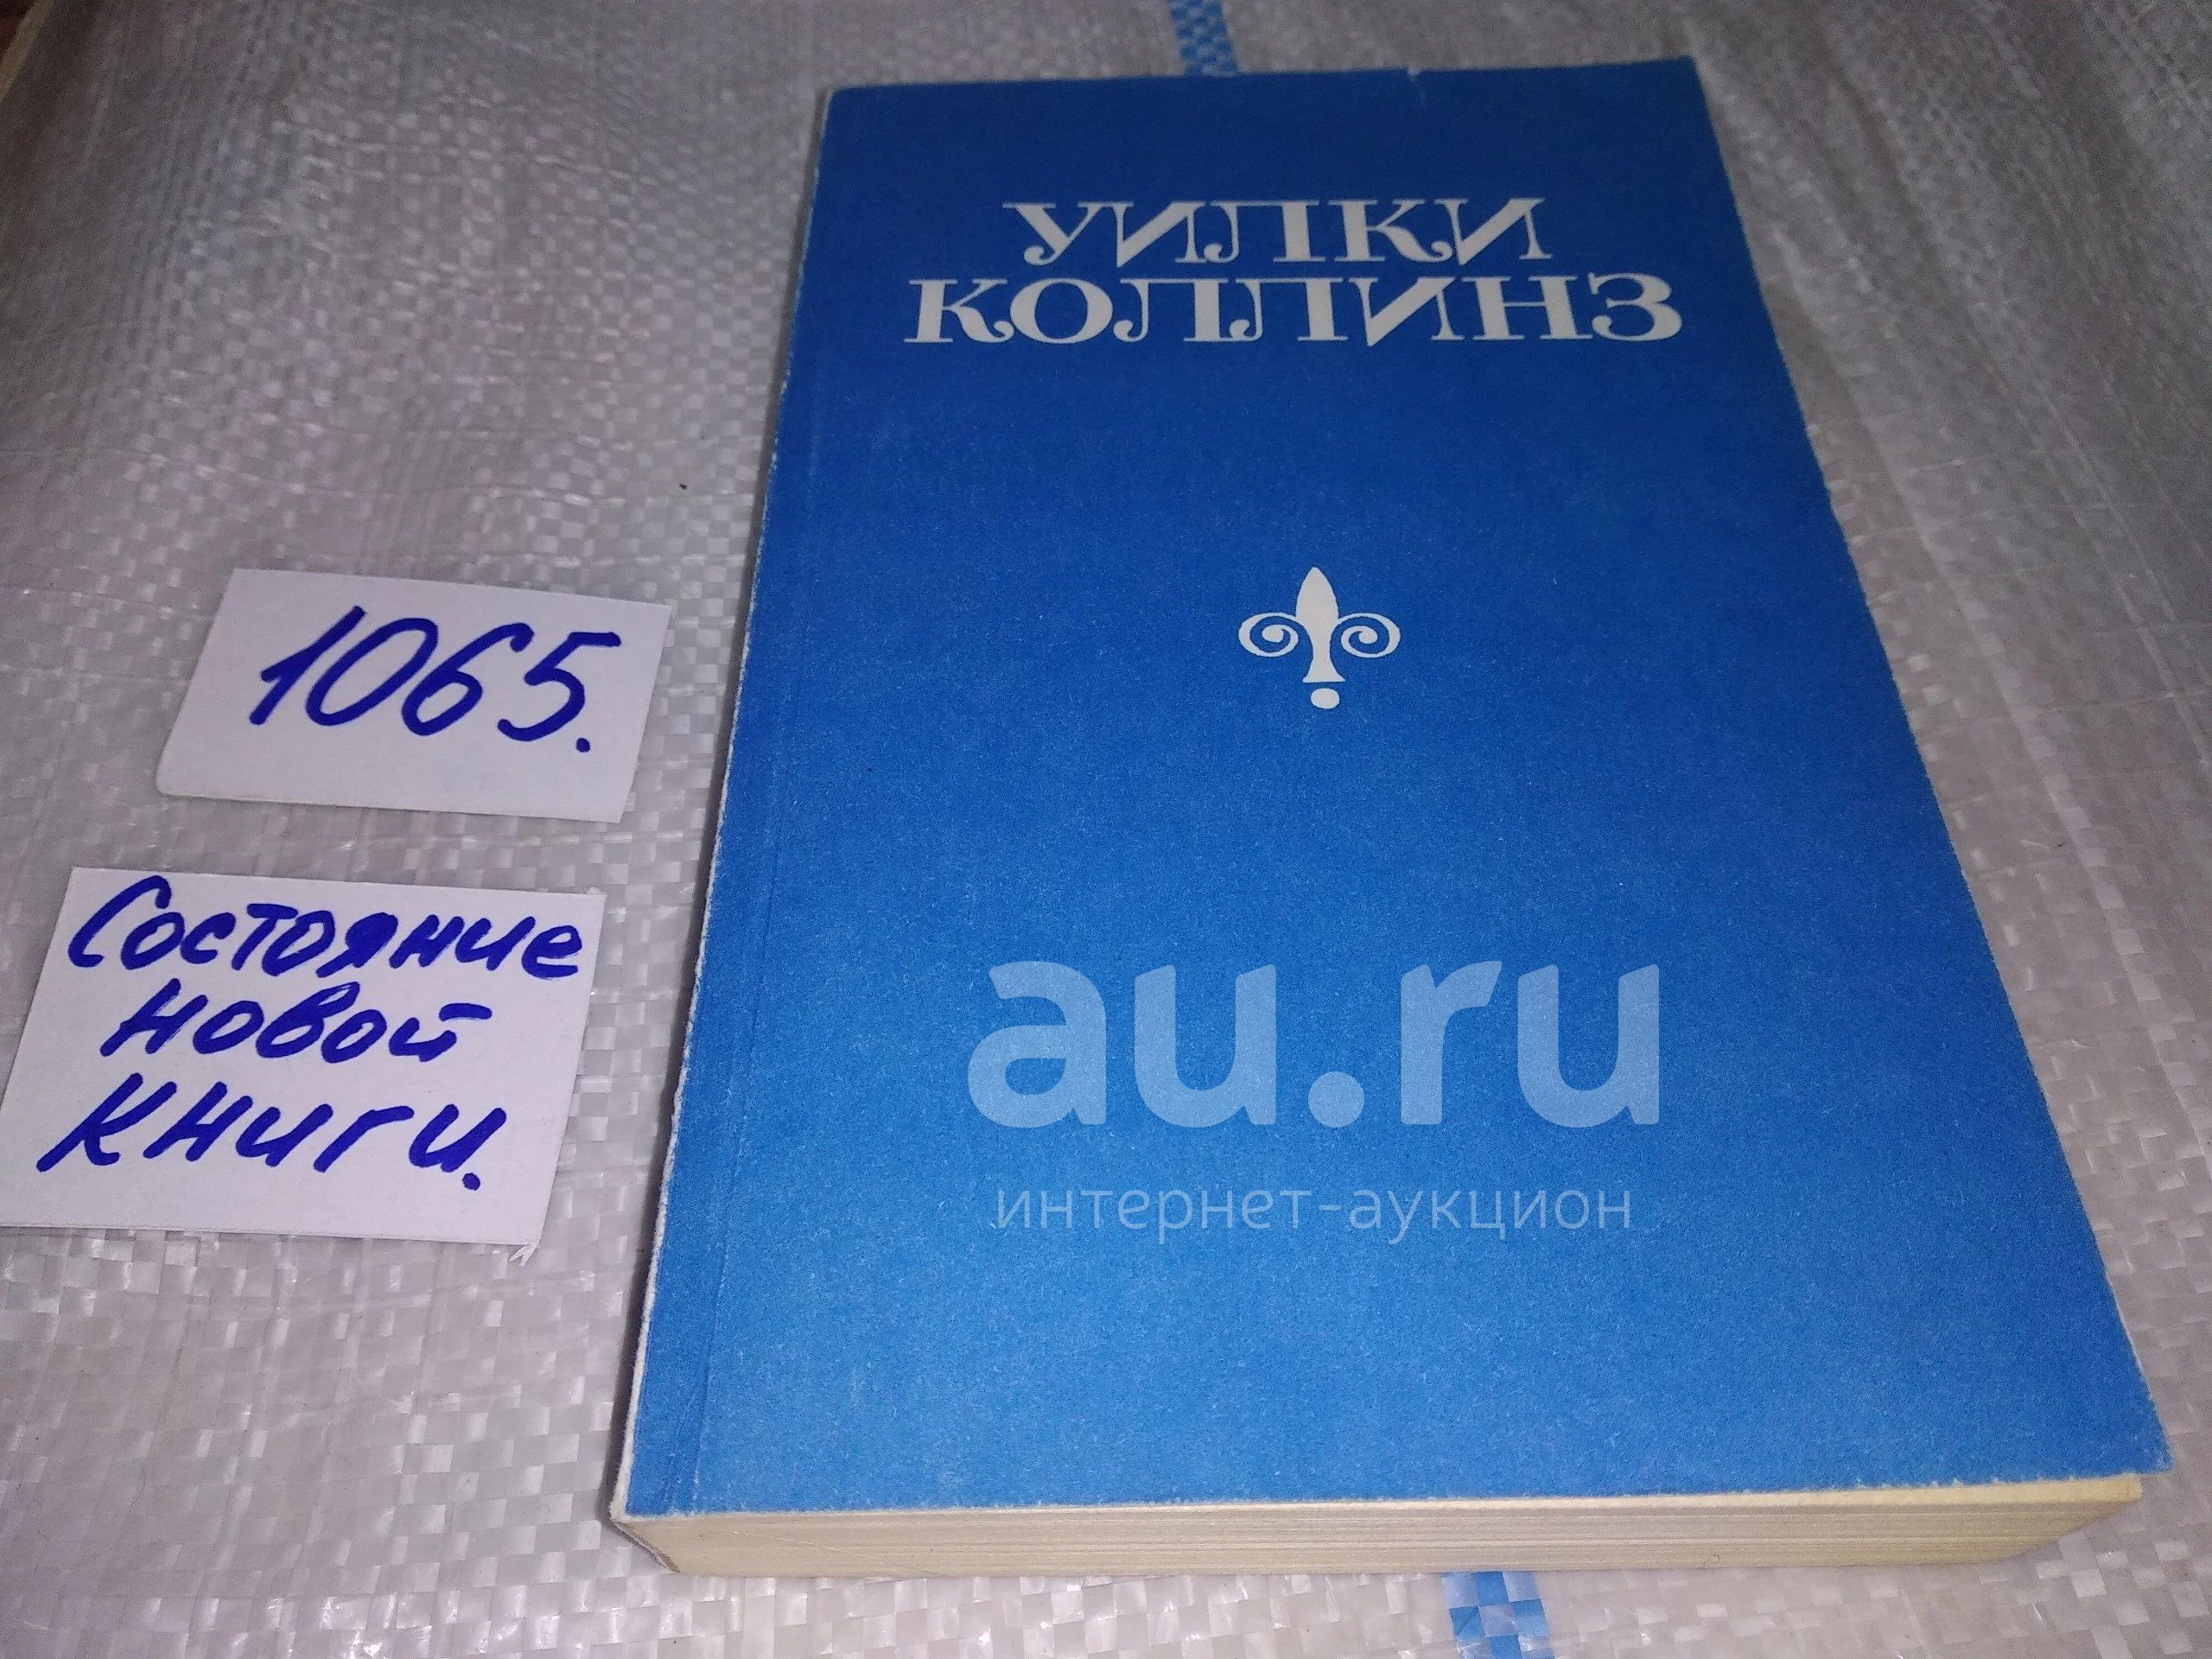 УИЛКИ
КОЛЛИНЗ
1065.
Состояние
новой
книги.
au.ru
интернет-аукцион